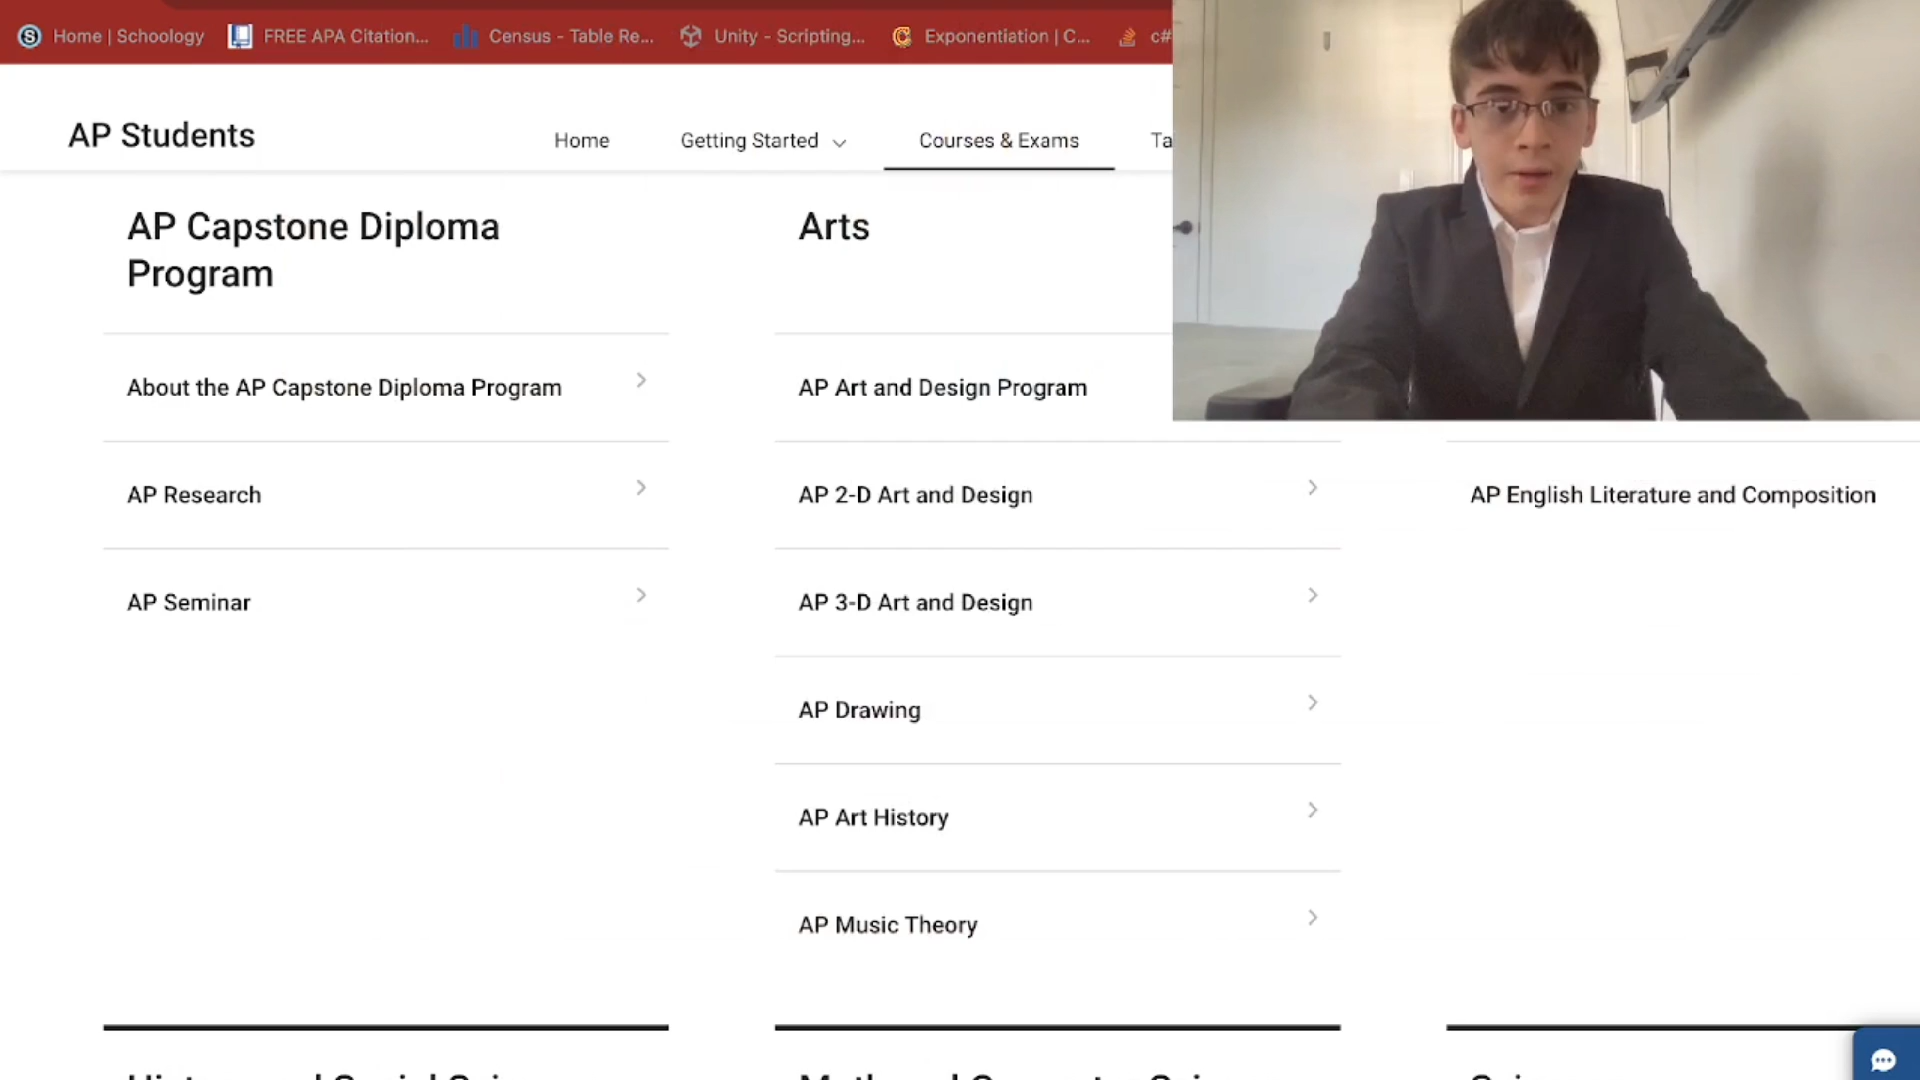 Home | Schoology
FREE APA Citation...
Census - Table Re...
Unity - Scripting...
Exponentiation | C...
c#
AP Students
Home
Getting Started
Courses & Exams
Ta
AP Capstone Diploma
Program
About the AP Capstone Diploma Program
AP Research
AP Seminar
Arts
AP Art and Design Program
AP 2-D Art and Design
AP 3-D Art and Design
AP Drawing
AP Art History
AP Music Theory
AP English Literature and Composition